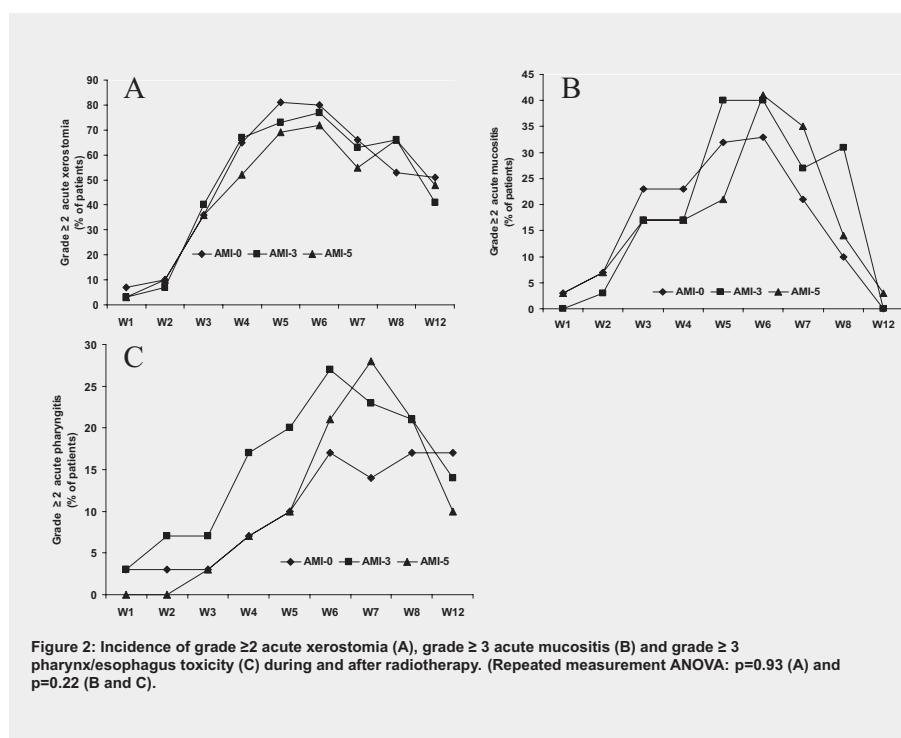 A
Grade ≥ 2 acute xerostomia
(% of patients)
90
80
70
60
50
40
30
20
10
0
AMI-0 AMI-3 AMI-5
W1 W2 W3 W4 W5 W6 W7 W8 W12
B
Grade ≥ 2 acute mucositis
(% of patients)
45
40
35
30
25
20
15
10
5
0
AMI-0 AMI-3 AMI-5
W1 W2 W3 W4 W5 W6 W7 W8 W12
C
Grade ≥ 2 acute pharyngitis
(% of patients)
30
25
20
15
10
5
0
AMI-0 AMI-3 AMI-5
W1 W2 W3 W4 W5 W6 W7 W8 W12
Figure 2: Incidence of grade ≥2 acute xerostomia (A), grade ≥ 3 acute mucositis (B) and grade ≥ 3
pharynx/esophagus toxicity (C) during and after radiotherapy. (Repeated measurement ANOVA: p=0.93 (A) and
p=0.22 (B and C).